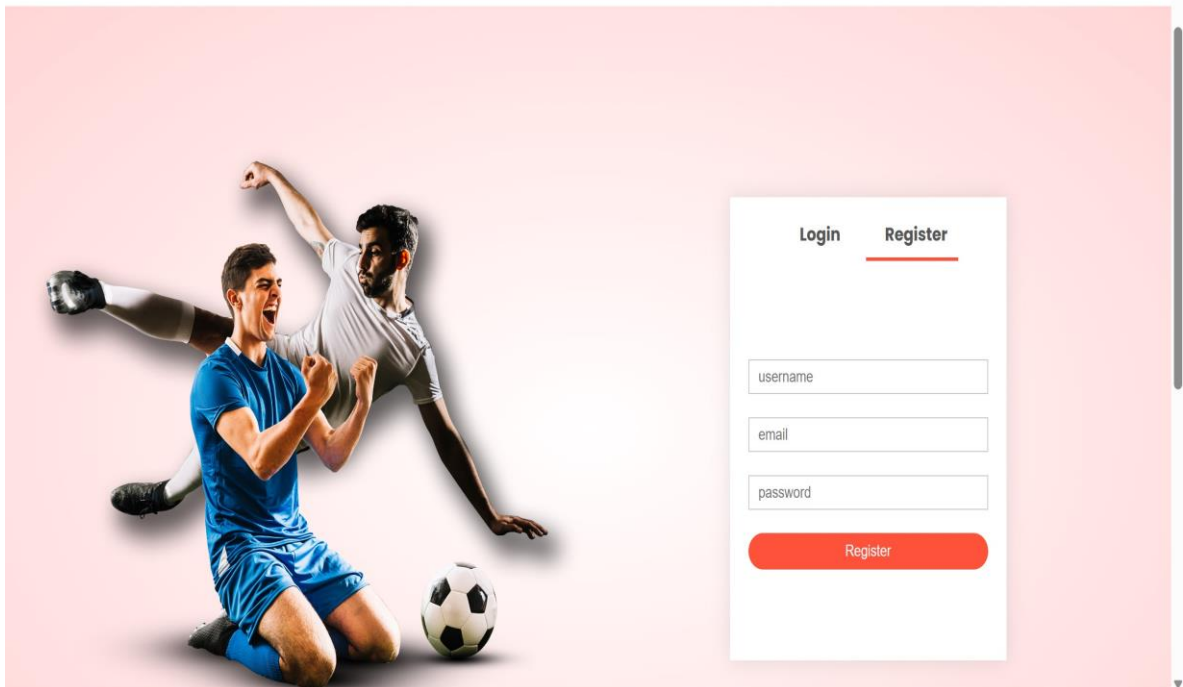 Login Register
username
email
password
Register